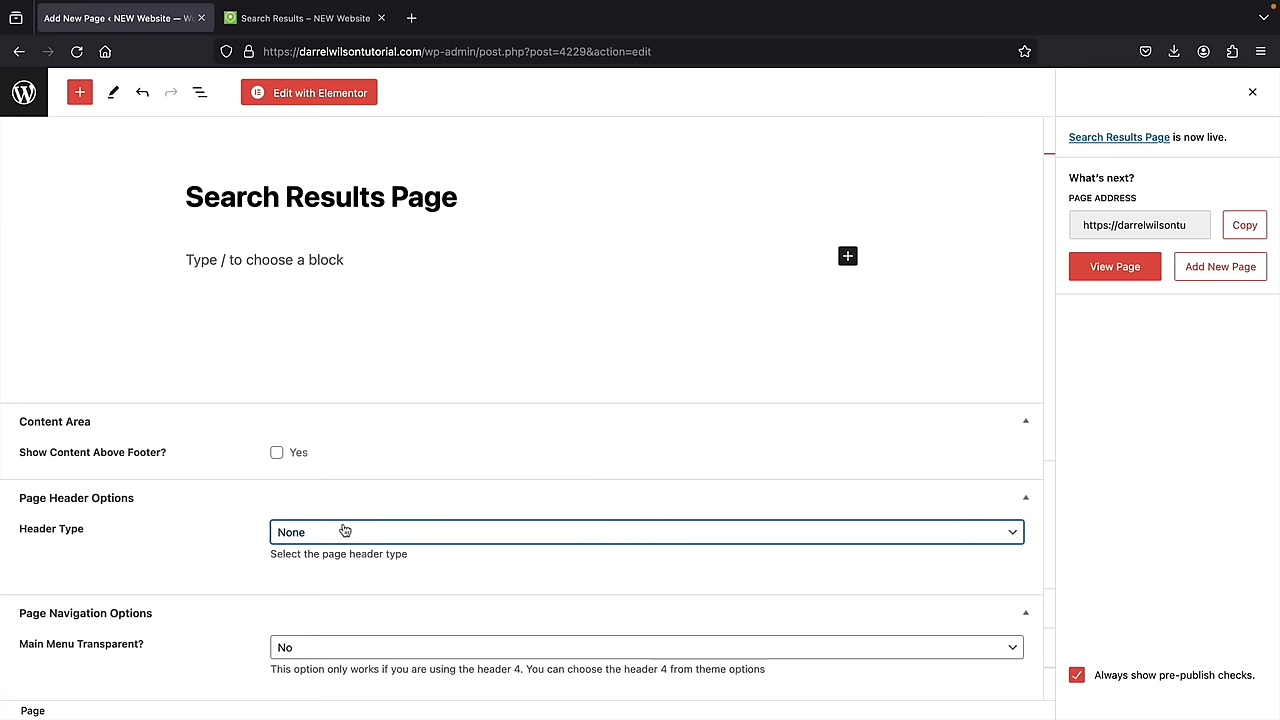 Add New Page ‹ NEW Website — W
Search Results – NEW Website
https://darrelwilsontutorial.com/wp-admin/post.php?post=4229&action=edit
Edit with Elementor
Search Results Page is now live.
What's next?
PAGE ADDRESS
https://darrelwilsontu
Copy
View Page
Add New Page
Search Results Page
Type / to choose a block
Content Area
Show Content Above Footer?
Yes
Page Header Options
Header Type
None
Select the page header type
Page Navigation Options
Main Menu Transparent?
No
This option only works if you are using the header 4. You can choose the header 4 from theme options
Always show pre-publish checks.
Page